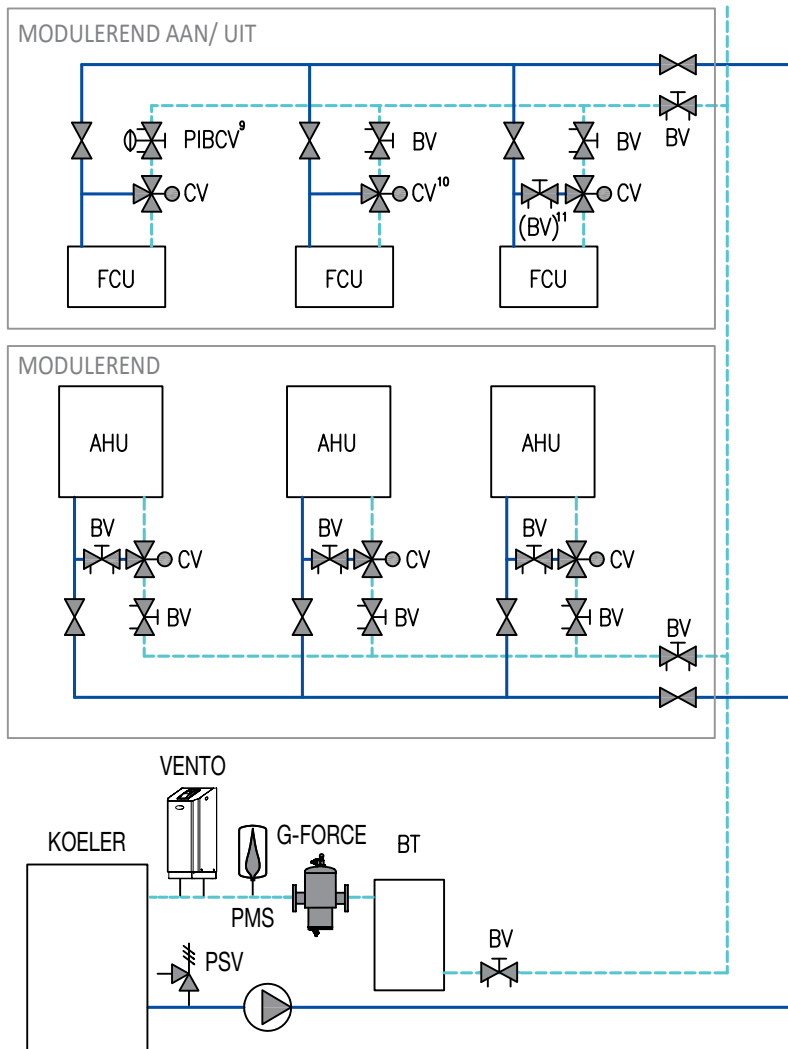 MODULEREND AAN/ UIT
BV
PIBCV⁹
BV
BV
CV
CV¹⁰
CV
(BV)¹¹
FCU
FCU
FCU
MODULEREND
AHU
AHU
AHU
BV
BV
BV
CV
CV
CV
BV
BV
BV
BV
VENTO
KOELER
G-FORCE
BT
PMS
PSV
BV